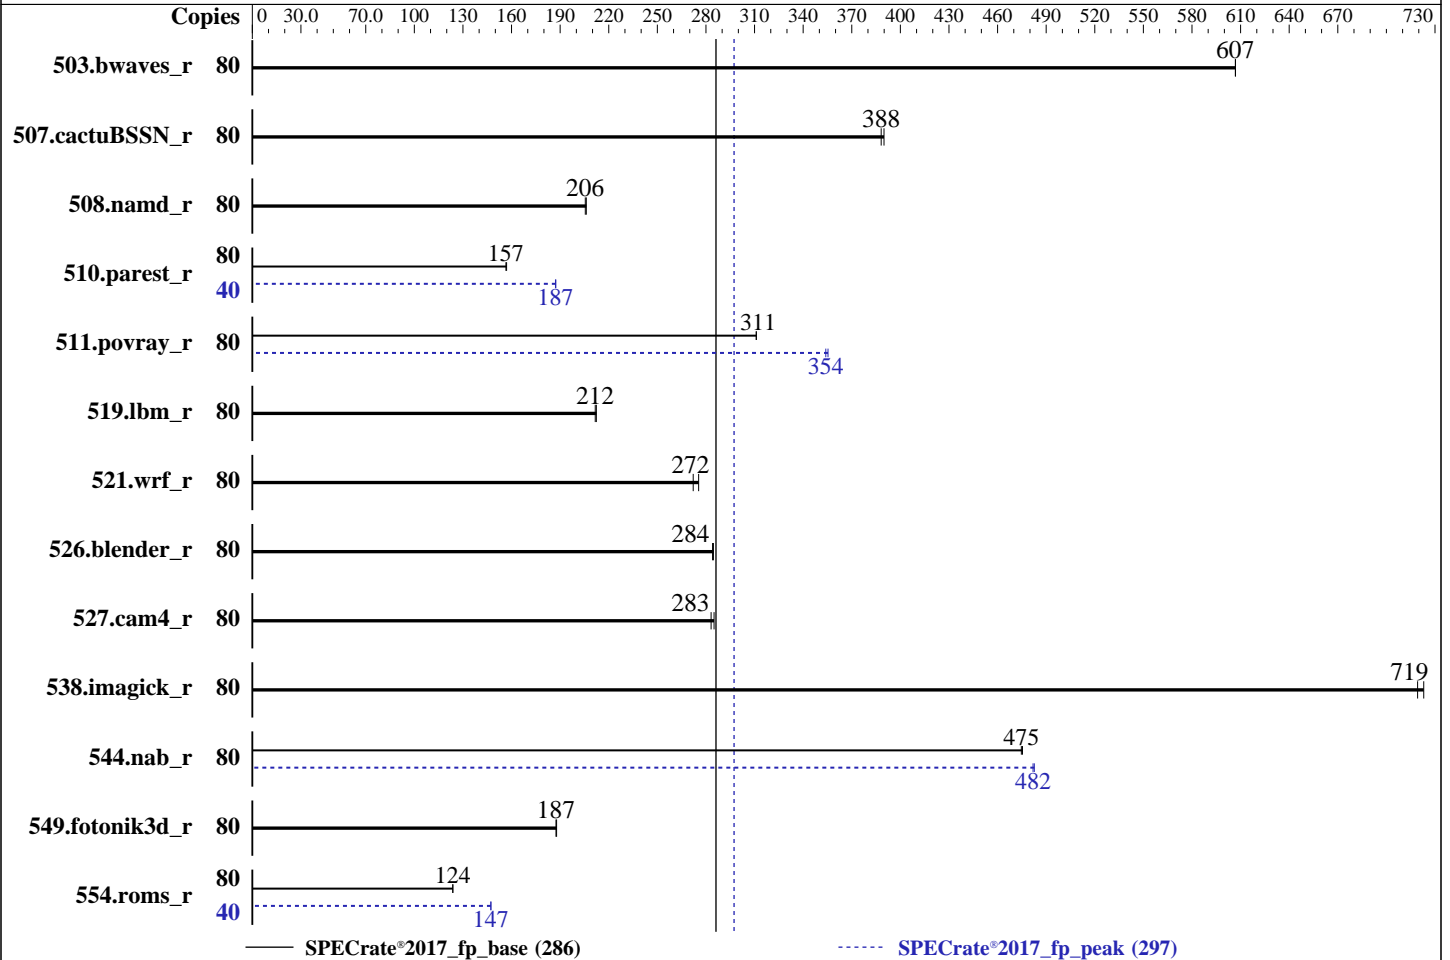 Copies 0 30.0 70.0 100 130 160 190 220 250 280 310 340 370 400 430 460 490 520 550 580 610 640 670 730
503.bwaves_r 80 607
507.cactuBSSN_r 80 388
508.namd_r 80 206
510.parest_r 80 157
40 187
511.povray_r 80 311
354
519.lbm_r 80 212
521.wrf_r 80 272
526.blender_r 80 284
527.cam4_r 80 283
538.imagick_r 80 719
544.nab_r 80 475
482
549.fotonik3d_r 80 187
554.roms_r 80 124
40 147
SPECrate®2017_fp_base (286)
SPECrate®2017_fp_peak (297)